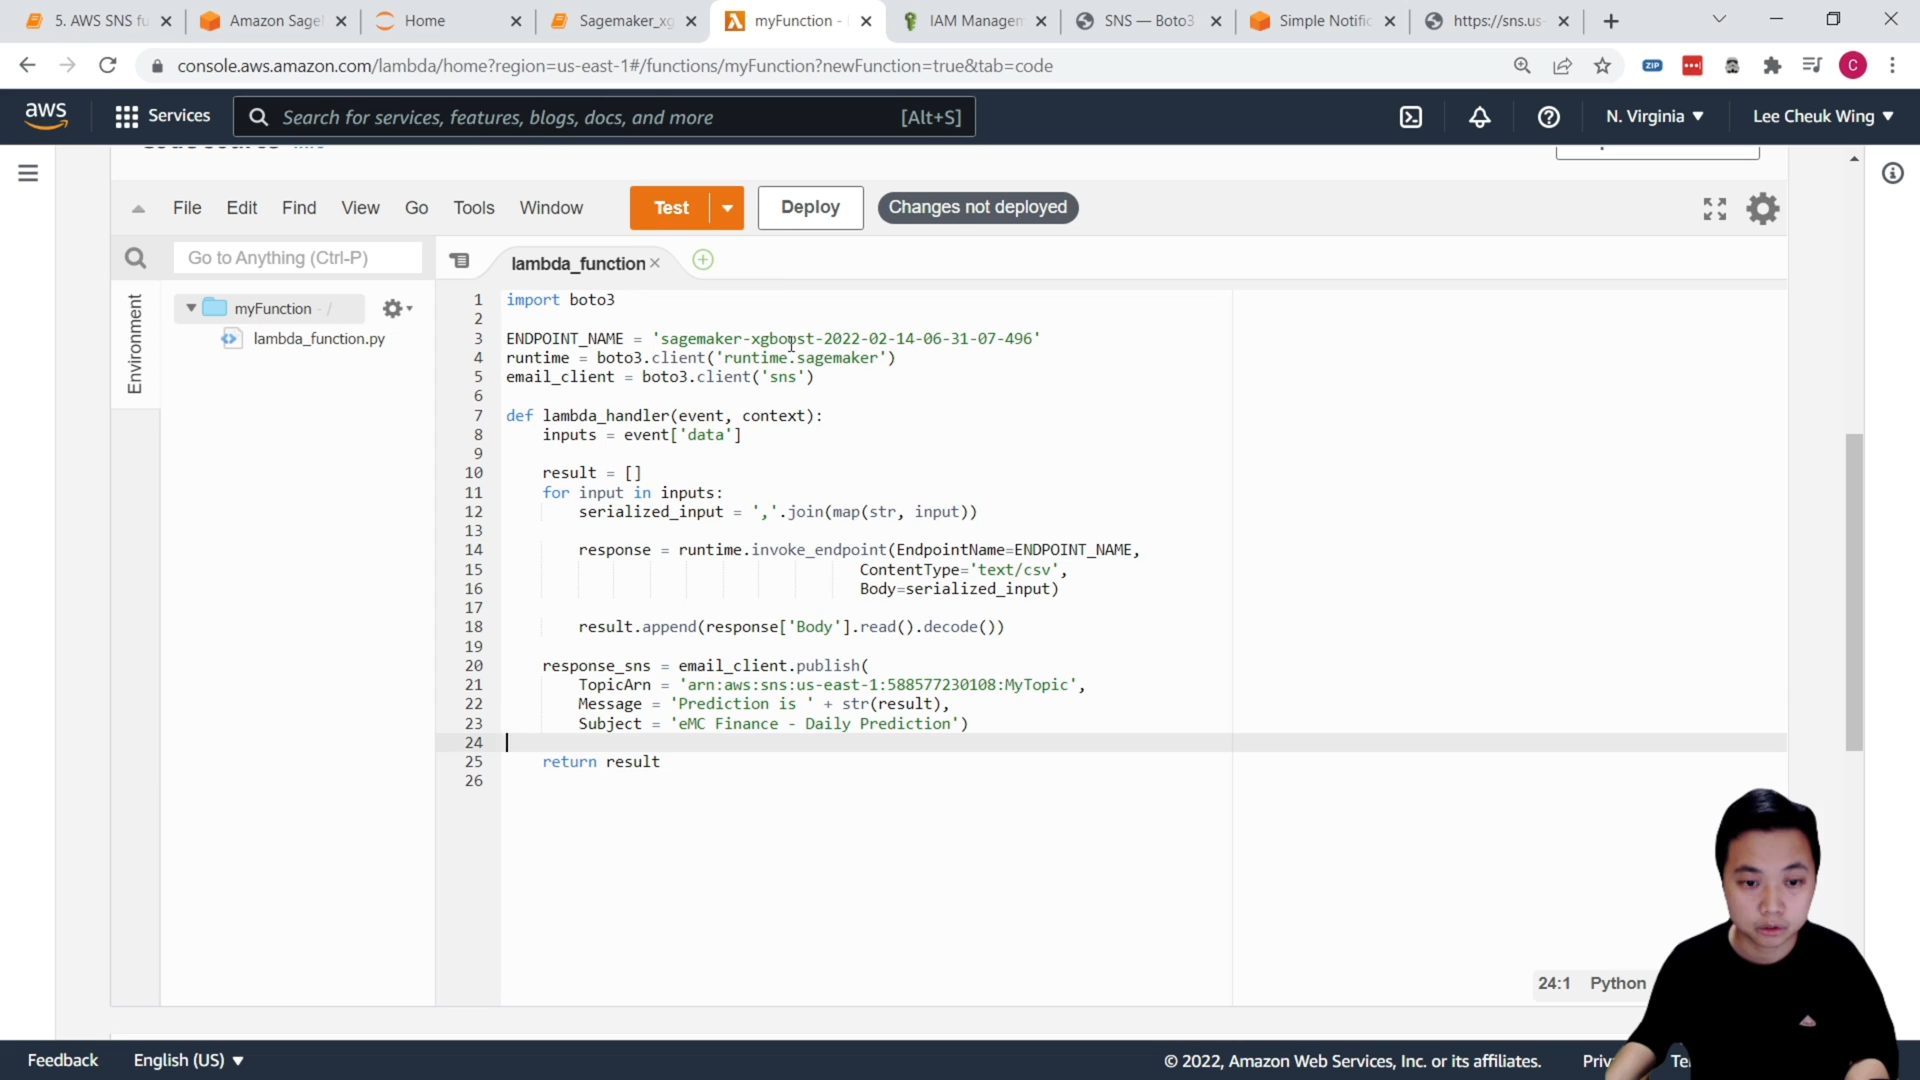 5. AWS SNS fu
Amazon Sage
Home
Sagemaker_xg
myFunction -
IAM Managem
SNS — Boto3
Simple Notific
https://sns.us-
console.aws.amazon.com/lambda/home?region=us-east-1#/functions/myFunction?newFunction=true&tab=code
ZIP
C
aws
Services
Search for services, features, blogs, docs, and more
[Alt+S]
N. Virginia
Lee Cheuk Wing
File
Edit
Find
View
Go
Tools
Window
Test
Deploy
Changes not deployed
Go to Anything (Ctrl-P)
lambda_function
Environment
myFunction - /
lambda_function.py
1 import boto3
2
3 ENDPOINT_NAME = 'sagemaker-xgboost-2022-02-14-06-31-07-496'
4 runtime = boto3.client('runtime.sagemaker')
5 email_client = boto3.client('sns')
6
7 def lambda_handler(event, context):
8 inputs = event['data']
9
10 result = []
11 for input in inputs:
12 serialized_input = ','.join(map(str, input))
13
14 response = runtime.invoke_endpoint(EndpointName=ENDPOINT_NAME,
15 ContentType='text/csv',
16 Body=serialized_input)
17
18 result.append(response['Body'].read().decode())
19
20 response_sns = email_client.publish(
21 TopicArn = 'arn:aws:sns:us-east-1:588577230108:MyTopic',
22 Message = 'Prediction is ' + str(result),
23 Subject = 'eMC Finance - Daily Prediction')
24
25 return result
26
24:1 Python
Feedback
English (US)
© 2022, Amazon Web Services, Inc. or its affiliates.
Priv
Te